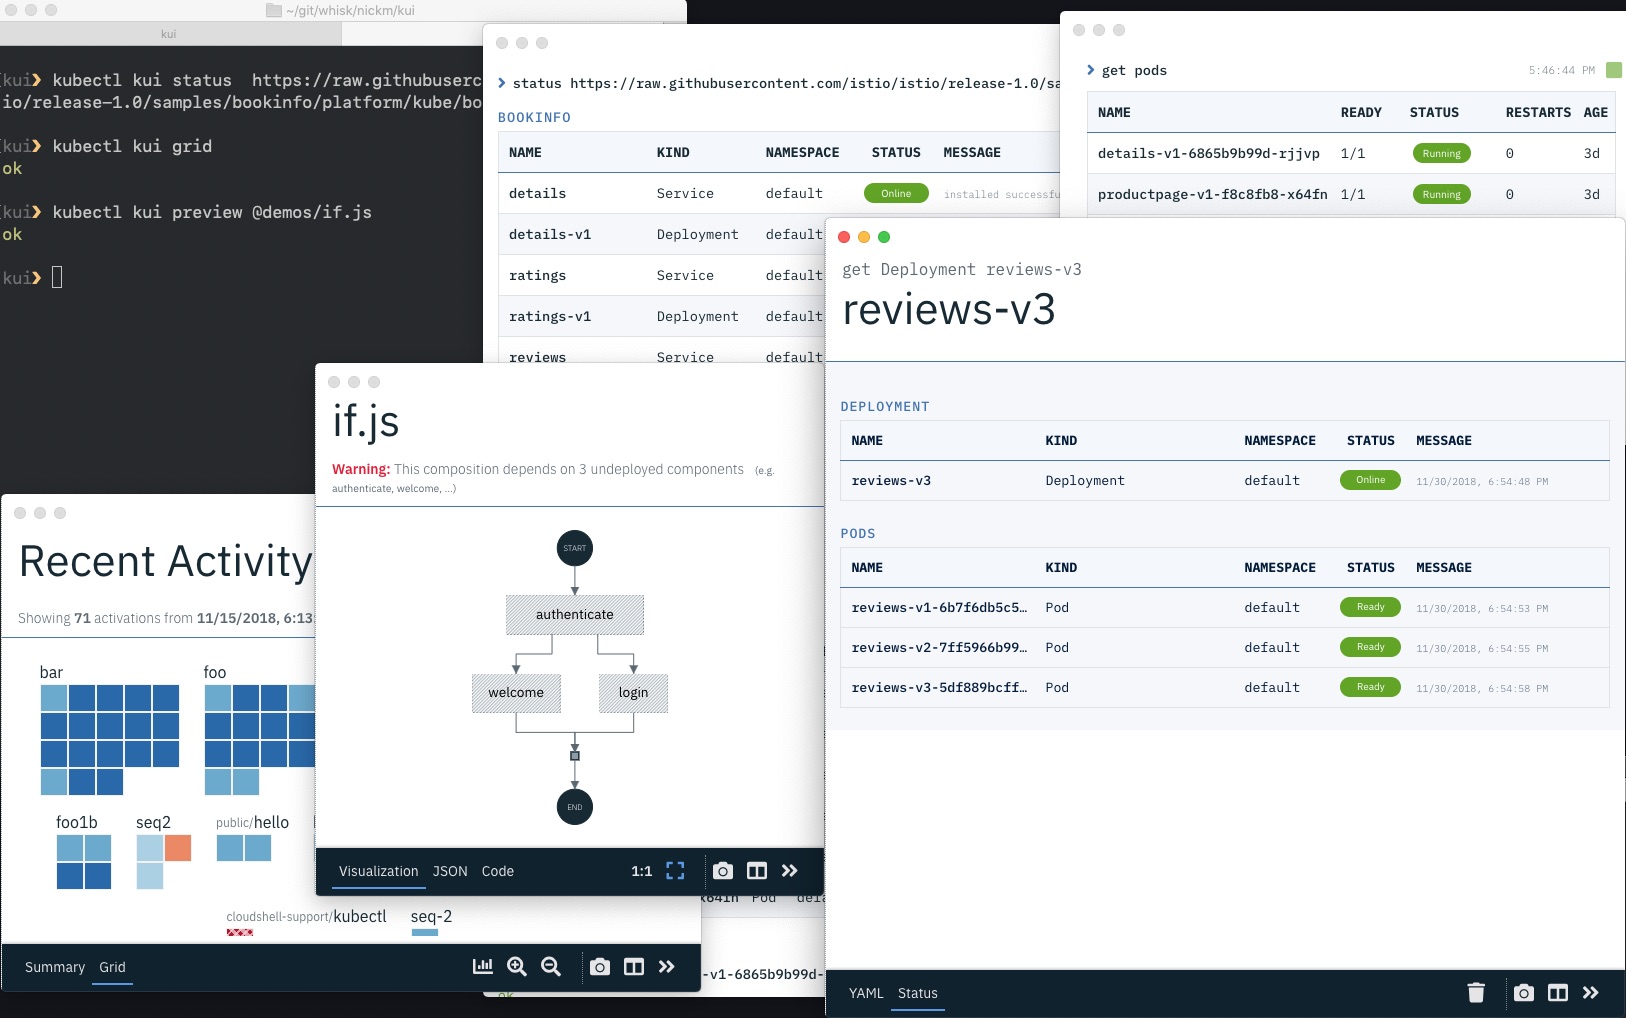 ~/git/whisk/nickm/kui
kui
kui❯ kubectl kui status https://raw.githubuserc
io/release-1.0/samples/bookinfo/platform/kube/bo
kui❯ kubectl kui grid
ok
kui❯ kubectl kui preview @demos/if.js
ok
kui❯
❯ status https://raw.githubusercontent.com/istio/istio/release-1.0/sa
BOOKINFO
NAME KIND NAMESPACE STATUS MESSAGE
details Service default Online installed successfu
details-v1 Deployment default
ratings Service default
ratings-v1 Deployment default
reviews Service default
❯ get pods 5:46:44 PM
NAME READY STATUS RESTARTS AGE
details-v1-6865b9b99d-rjjvp 1/1 Running 0 3d
productpage-v1-f8c8fb8-x64fn 1/1 Running 0 3d
get Deployment reviews-v3
reviews-v3
DEPLOYMENT
NAME KIND NAMESPACE STATUS MESSAGE
reviews-v3 Deployment default Online 11/30/2018, 6:54:48 PM
PODS
NAME KIND NAMESPACE STATUS MESSAGE
reviews-v1-6b7f6db5c5… Pod default Ready 11/30/2018, 6:54:53 PM
reviews-v2-7ff5966b99… Pod default Ready 11/30/2018, 6:54:55 PM
reviews-v3-5df889bcff… Pod default Ready 11/30/2018, 6:54:58 PM
YAML Status
if.js
Warning: This composition depends on 3 undeployed components (e.g.
authenticate, welcome, ...)
START
authenticate
welcome login
END
Visualization JSON Code 1:1
Recent Activity
Showing 71 activations from 11/15/2018, 6:13
bar foo
foo1b seq2 public/hello
cloudshell-support/kubectl seq-2
Summary Grid
x64fn Pod defa
-v1-6865b9b99d-
ok